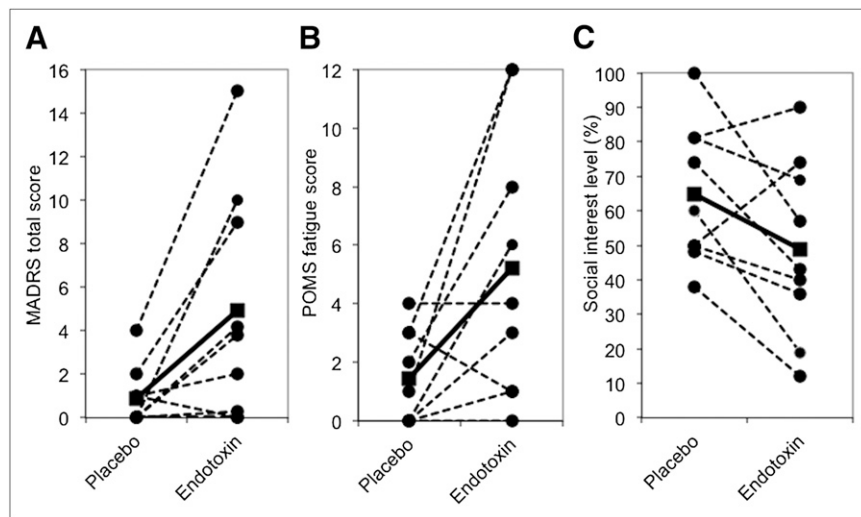 A
B
C
MADRS total score
16
14
12
10
8
6
4
2
0
Placebo
Endotoxin
POMS fatigue score
12
10
8
6
4
2
0
Placebo
Endotoxin
Social interest level (%)
100
90
80
70
60
50
40
30
20
10
0
Placebo
Endotoxin